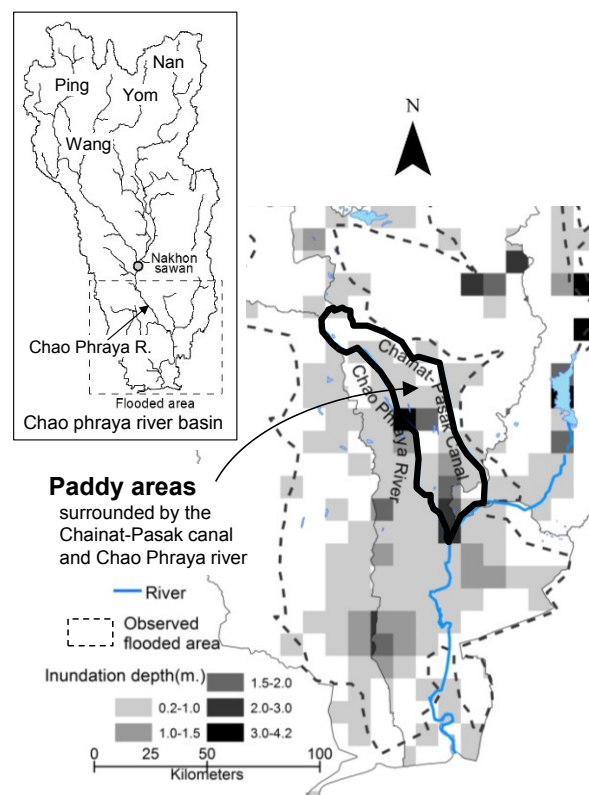 Nan
Ping
Yom
Wang
Nakhon
sawan
Chao Phraya R.
Flooded area
Chao phraya river basin
N
Chainat-Pasak Canal
Chao Phraya River
Paddy areas
surrounded by the
Chainat-Pasak canal
and Chao Phraya river
River
Observed
flooded area
Inundation depth(m.)
1.5-2.0
0.2-1.0
2.0-3.0
1.0-1.5
3.0-4.2
0
50
100
Kilometers